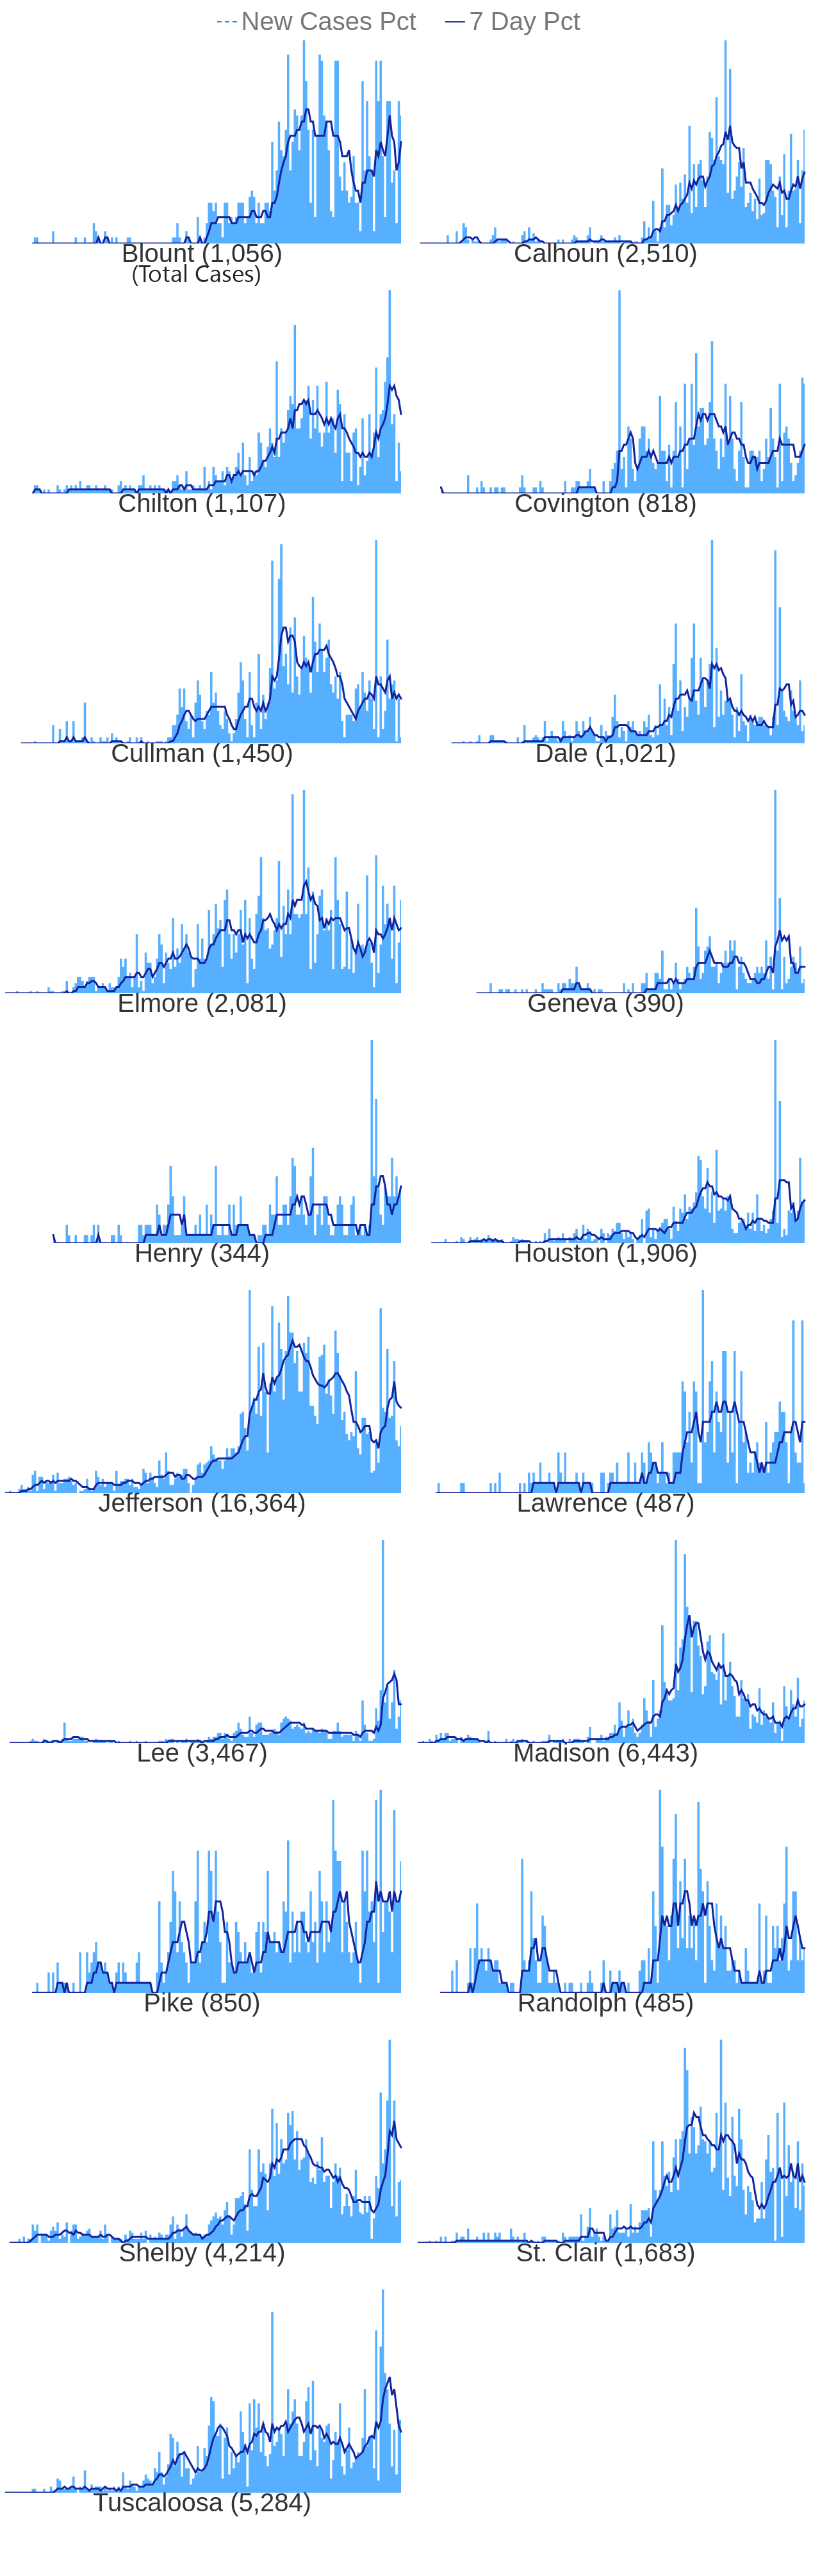 New Cases Pct 7 Day Pct
Blount (1,056) Calhoun (2,510)
(Total Cases)
Chilton (1,107) Covington (818)
Cullman (1,450) Dale (1,021)
Elmore (2,081) Geneva (390)
Henry (344) Houston (1,906)
Jefferson (16,364) Lawrence (487)
Lee (3,467) Madison (6,443)
Pike (850) Randolph (485)
Shelby (4,214) St. Clair (1,683)
Tuscaloosa (5,284)